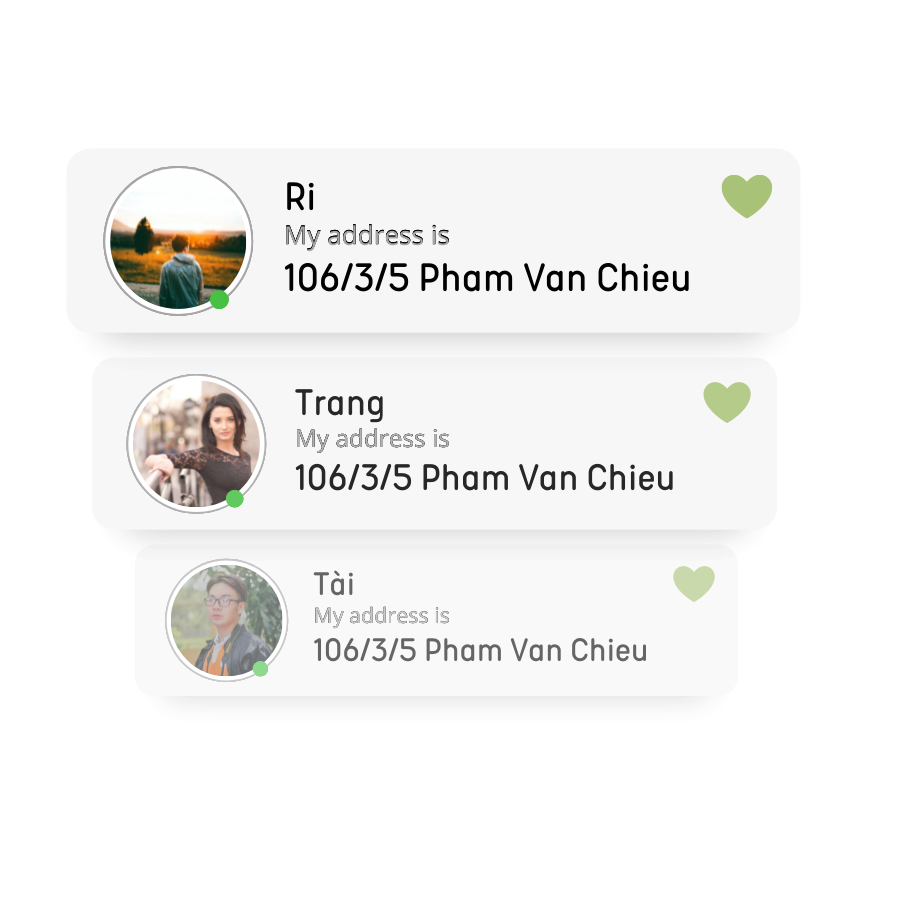 Ri
My address is
106/3/5 Pham Van Chieu
Trang
My address is
106/3/5 Pham Van Chieu
Tài
My address is
106/3/5 Pham Van Chieu